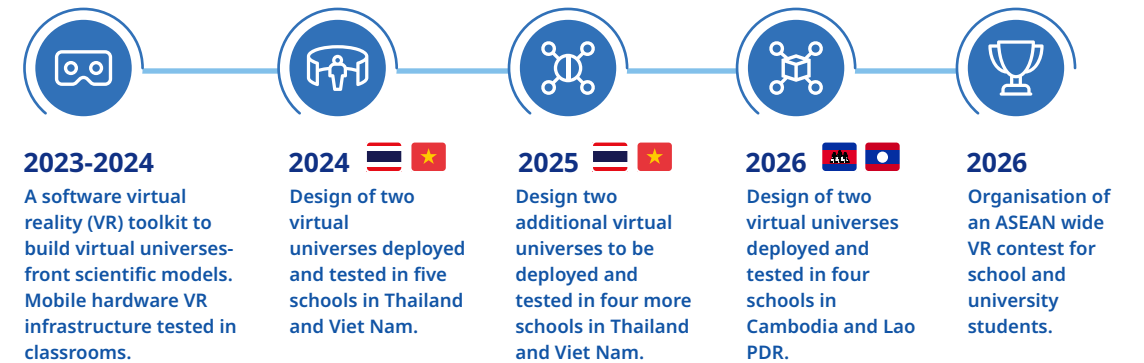 2023-2024
A software virtual
reality (VR) toolkit to
build virtual universes-
front scientific models.
Mobile hardware VR
infrastructure tested in
classrooms.
2024
Design of two
virtual
universes deployed
and tested in five
schools in Thailand
and Viet Nam.
2025
Design two
additional virtual
universes to be
deployed and
tested in four more
schools in Thailand
and Viet Nam.
2026
Design of two
virtual universes
deployed and
tested in four
schools in
Cambodia and Lao
PDR.
2026
Organisation of
an ASEAN wide
VR contest for
school and
university
students.